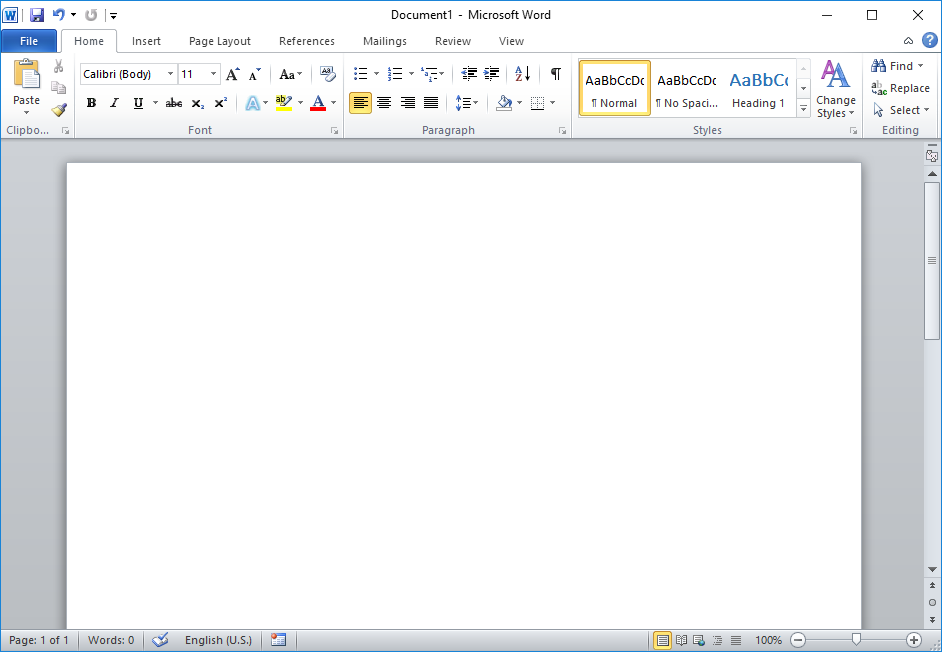 Document1 - Microsoft Word
File Home Insert Page Layout References Mailings Review View
Calibri (Body) 11 Aa
Paste
B I U abc x₂ x²
AaBbCcDc AaBbCcDc AaBbCc
¶ Normal ¶ No Spaci... Heading 1
Change
Styles
Find
Replace
Select
Clipbo... Font Paragraph Styles Editing
Page: 1 of 1 Words: 0 English (U.S.) 100%